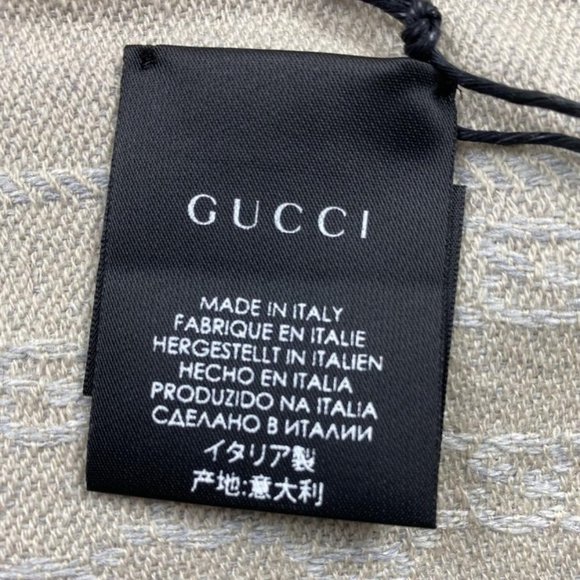 GUCCI
MADE IN ITALY
FABRIQUE EN ITALIE
HERGESTELLT IN ITALIEN
HECHO EN ITALIA
PRODUZIDO NA ITALIA
СДЕЛАНО В ИТАЛИИ
イタリア製
产地:意大利